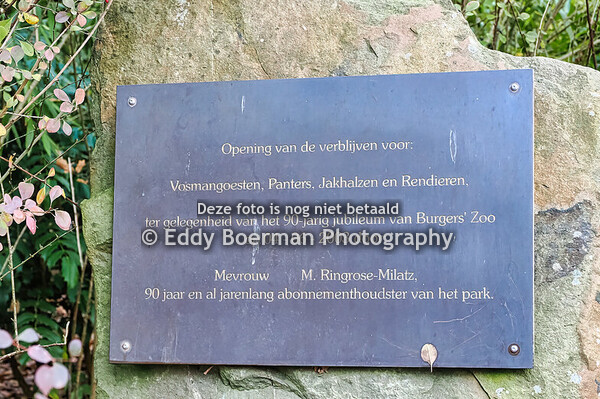 Opening van de verblijven voor:
Vosmangoesten, Panters, Jakhalzen en Rendieren,
Deze foto is nog niet betaald
ter gelegenheid van het 90-jarig jubileum van Burgers' Zoo
© Eddy Boerman Photography
Mevrouw M. Ringrose-Milatz,
90 jaar en al jarenlang abonnementhoudster van het park.